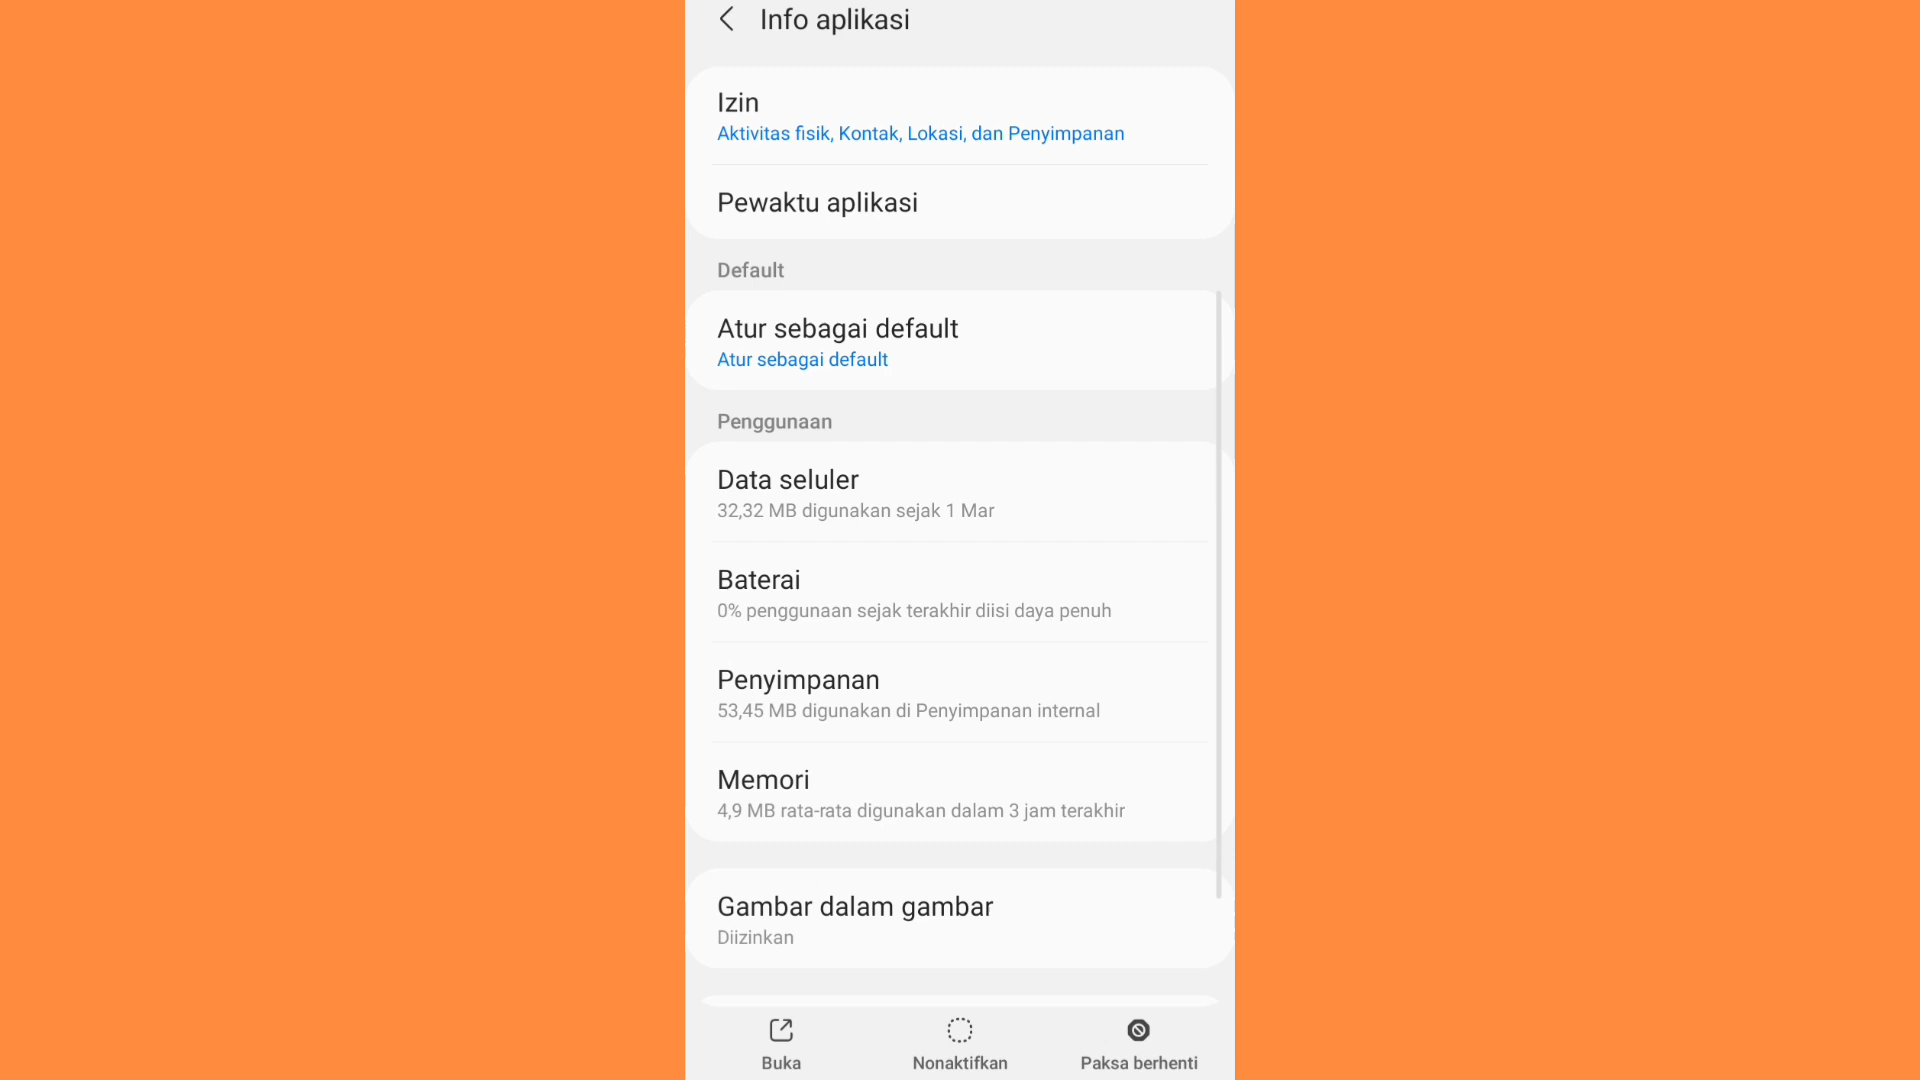 Info aplikasi
Izin
Aktivitas fisik, Kontak, Lokasi, dan Penyimpanan
Pewaktu aplikasi
Default
Atur sebagai default
Atur sebagai default
Penggunaan
Data seluler
32,32 MB digunakan sejak 1 Mar
Baterai
0% penggunaan sejak terakhir diisi daya penuh
Penyimpanan
53,45 MB digunakan di Penyimpanan internal
Memori
4,9 MB rata-rata digunakan dalam 3 jam terakhir
Gambar dalam gambar
Diizinkan
Buka
Nonaktifkan
Paksa berhenti